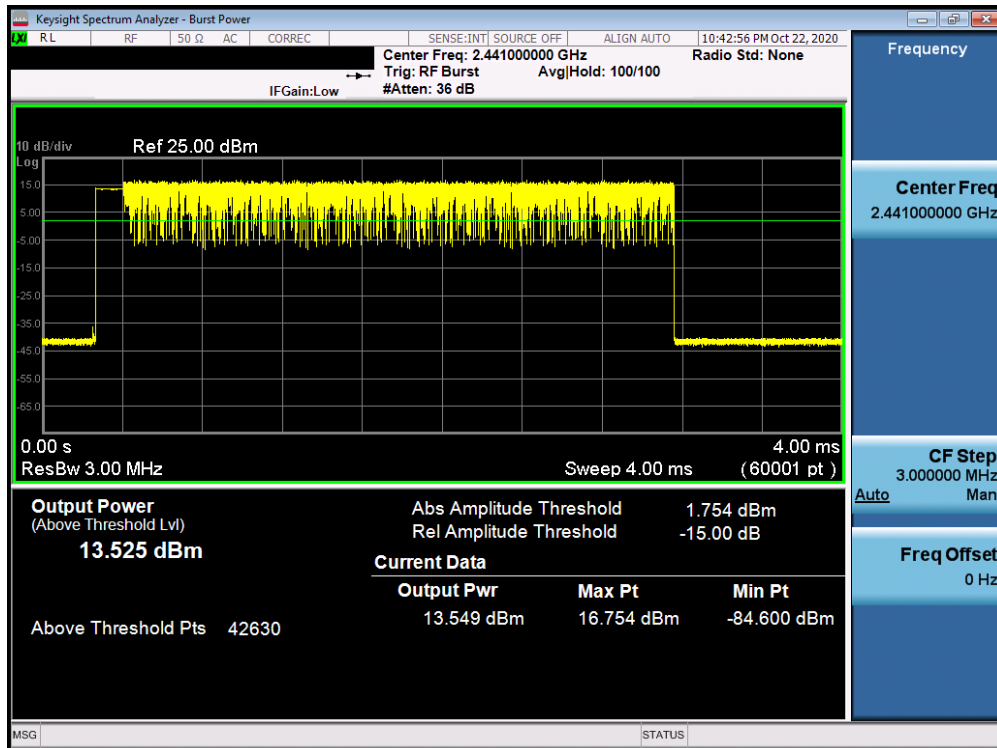 Keysight Spectrum Analyzer - Burst Power
LXI RL RF 50 Ω AC CORREC SENSE:INT SOURCE OFF ALIGN AUTO 10:42:56 PM Oct 22, 2020
Center Freq: 2.441000000 GHz Radio Std: None
Trig: RF Burst Avg|Hold: 100/100
IFGain:Low #Atten: 36 dB
10 dB/div Ref 25.00 dBm
Log
15.0
5.00
-5.00
-15.0
-25.0
-35.0
-45.0
-55.0
-65.0
0.00 s 4.00 ms
ResBw 3.00 MHz Sweep 4.00 ms (60001 pt)
Output Power
(Above Threshold Lvl)
13.525 dBm
Above Threshold Pts 42630
Abs Amplitude Threshold 1.754 dBm
Rel Amplitude Threshold -15.00 dB
Current Data
Output Pwr Max Pt Min Pt
13.549 dBm 16.754 dBm -84.600 dBm
Frequency
Center Freq
2.441000000 GHz
CF Step
3.000000 MHz
Auto Man
Freq Offset
0 Hz
MSG STATUS